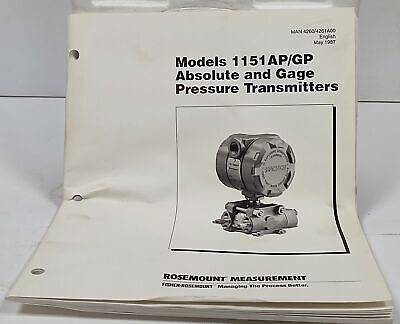 MAN 4260/4261A00
English
May 1987
Models 1151AP/GP
Absolute and Gage
Pressure Transmitters
ROSEMOUNT MEASUREMENT
FISHER-ROSEMOUNT Managing The Process Better.